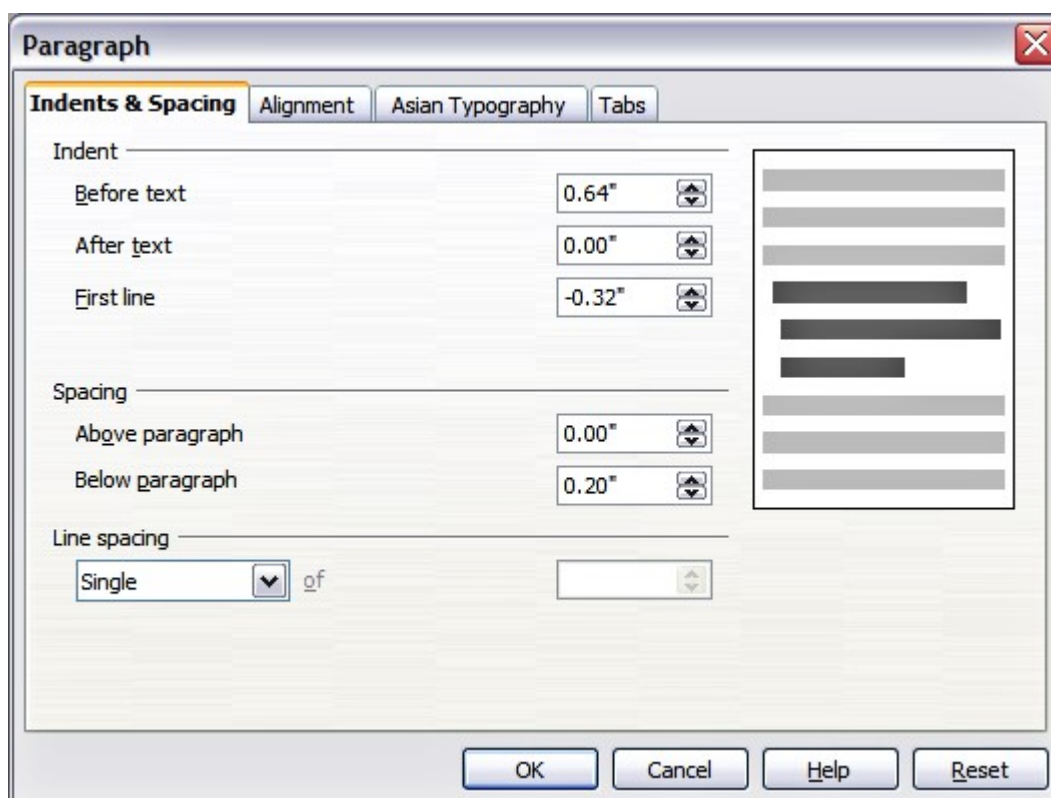 Paragraph
Indents & Spacing Alignment Asian Typography Tabs
Indent
Before text 0.64"
After text 0.00"
First line -0.32"
Spacing
Above paragraph 0.00"
Below paragraph 0.20"
Line spacing
Single of
OK Cancel Help Reset